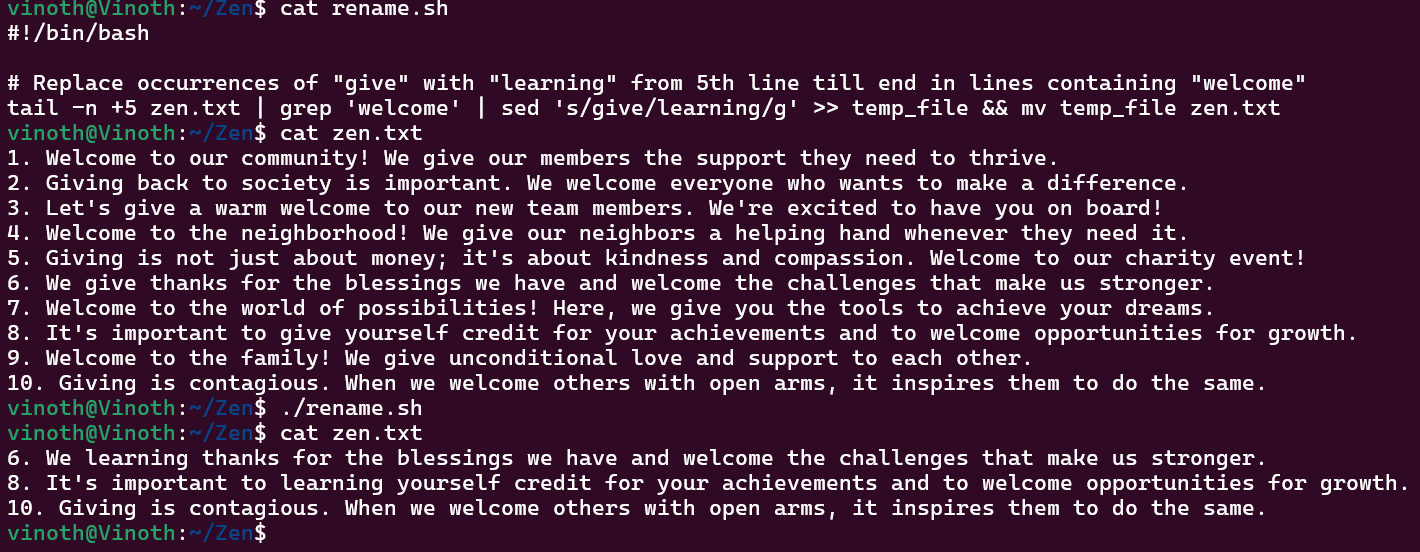 vinoth@Vinoth:~/Zen$ cat rename.sh
#!/bin/bash

# Replace occurrences of "give" with "learning" from 5th line till end in lines containing "welcome"
tail -n +5 zen.txt | grep 'welcome' | sed 's/give/learning/g' >> temp_file && mv temp_file zen.txt
vinoth@Vinoth:~/Zen$ cat zen.txt
1. Welcome to our community! We give our members the support they need to thrive.
2. Giving back to society is important. We welcome everyone who wants to make a difference.
3. Let's give a warm welcome to our new team members. We're excited to have you on board!
4. Welcome to the neighborhood! We give our neighbors a helping hand whenever they need it.
5. Giving is not just about money; it's about kindness and compassion. Welcome to our charity event!
6. We give thanks for the blessings we have and welcome the challenges that make us stronger.
7. Welcome to the world of possibilities! Here, we give you the tools to achieve your dreams.
8. It's important to give yourself credit for your achievements and to welcome opportunities for growth.
9. Welcome to the family! We give unconditional love and support to each other.
10. Giving is contagious. When we welcome others with open arms, it inspires them to do the same.
vinoth@Vinoth:~/Zen$ ./rename.sh
vinoth@Vinoth:~/Zen$ cat zen.txt
6. We learning thanks for the blessings we have and welcome the challenges that make us stronger.
8. It's important to learning yourself credit for your achievements and to welcome opportunities for growth.
10. Giving is contagious. When we welcome others with open arms, it inspires them to do the same.
vinoth@Vinoth:~/Zen$